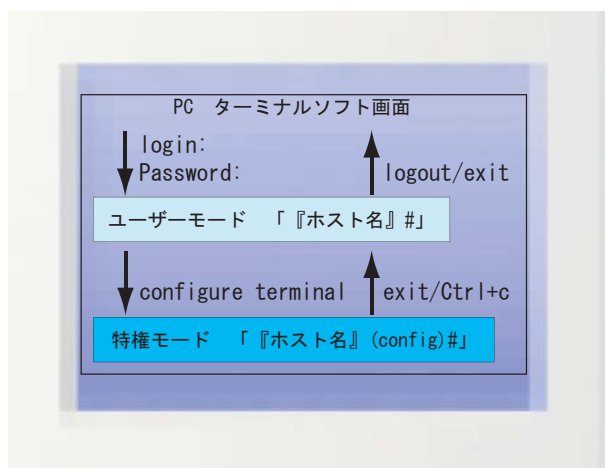 PC ターミナルソフト画面
login:
Password:
logout/exit
ユーザーモード 「『ホスト名』#」
configure terminal
exit/Ctrl+c
特権モード 「『ホスト名』(config)#」